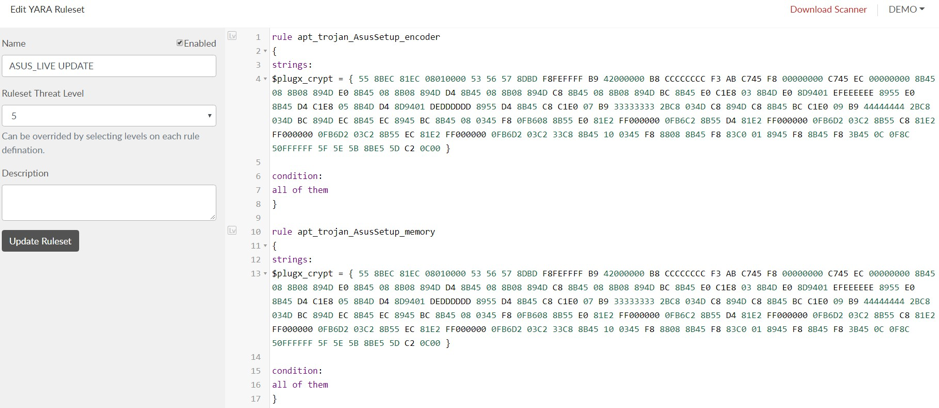 Edit YARA Ruleset
Download Scanner
DEMO
Name
Enabled
ASUS_LIVE UPDATE
Ruleset Threat Level
5
Can be overrided by selecting levels on each rule
defination.
Description
Update Ruleset
Lv
1 rule apt_trojan_AsusSetup_encoder
2 {
3 strings:
4 $plugx_crypt = { 55 8BEC 81EC 08010000 53 56 57 8DBD F8FEFFFF B9 42000000 B8 CCCCCCCC F3 AB C745 F8 00000000 C745 EC 00000000 8B45
08 8B08 894D E0 8B45 08 8B08 894D D4 8B45 08 8B08 894D C8 8B45 08 8B08 894D BC 8B45 E0 C1E8 03 8B4D E0 8D9401 EFEEEEEE 8955 E0
8B45 D4 C1E8 05 8B4D D4 8D9401 DEDDDDDD 8955 D4 8B45 C8 C1E0 07 B9 33333333 2BC8 034D C8 894D C8 8B45 BC C1E0 09 B9 44444444 2BC8
034D BC 894D EC 8B45 EC 8945 BC 8B45 08 0345 F8 0FB608 8B55 E0 81E2 FF000000 0FB6C2 8B55 D4 81E2 FF000000 0FB6D2 03C2 8B55 C8 81E2
FF000000 0FB6D2 03C2 8B55 EC 81E2 FF000000 0FB6D2 03C2 33C8 8B45 10 0345 F8 8808 8B45 F8 83C0 01 8945 F8 8B45 F8 3B45 0C 0F8C
50FFFFFF 5F 5E 5B 8BE5 5D C2 0C00 }
5
6 condition:
7 all of them
8 }
9
Lv
10 rule apt_trojan_AsusSetup_memory
11 {
12 strings:
13 $plugx_crypt = { 55 8BEC 81EC 08010000 53 56 57 8DBD F8FEFFFF B9 42000000 B8 CCCCCCCC F3 AB C745 F8 00000000 C745 EC 00000000 8B45
08 8B08 894D E0 8B45 08 8B08 894D D4 8B45 08 8B08 894D C8 8B45 08 8B08 894D BC 8B45 E0 C1E8 03 8B4D E0 8D9401 EFEEEEEE 8955 E0
8B45 D4 C1E8 05 8B4D D4 8D9401 DEDDDDDD 8955 D4 8B45 C8 C1E0 07 B9 33333333 2BC8 034D C8 894D C8 8B45 BC C1E0 09 B9 44444444 2BC8
034D BC 894D EC 8B45 EC 8945 BC 8B45 08 0345 F8 0FB608 8B55 E0 81E2 FF000000 0FB6C2 8B55 D4 81E2 FF000000 0FB6D2 03C2 8B55 C8 81E2
FF000000 0FB6D2 03C2 8B55 EC 81E2 FF000000 0FB6D2 03C2 33C8 8B45 10 0345 F8 8808 8B45 F8 83C0 01 8945 F8 8B45 F8 3B45 0C 0F8C
50FFFFFF 5F 5E 5B 8BE5 5D C2 0C00 }
14
15 condition:
16 all of them
17 }